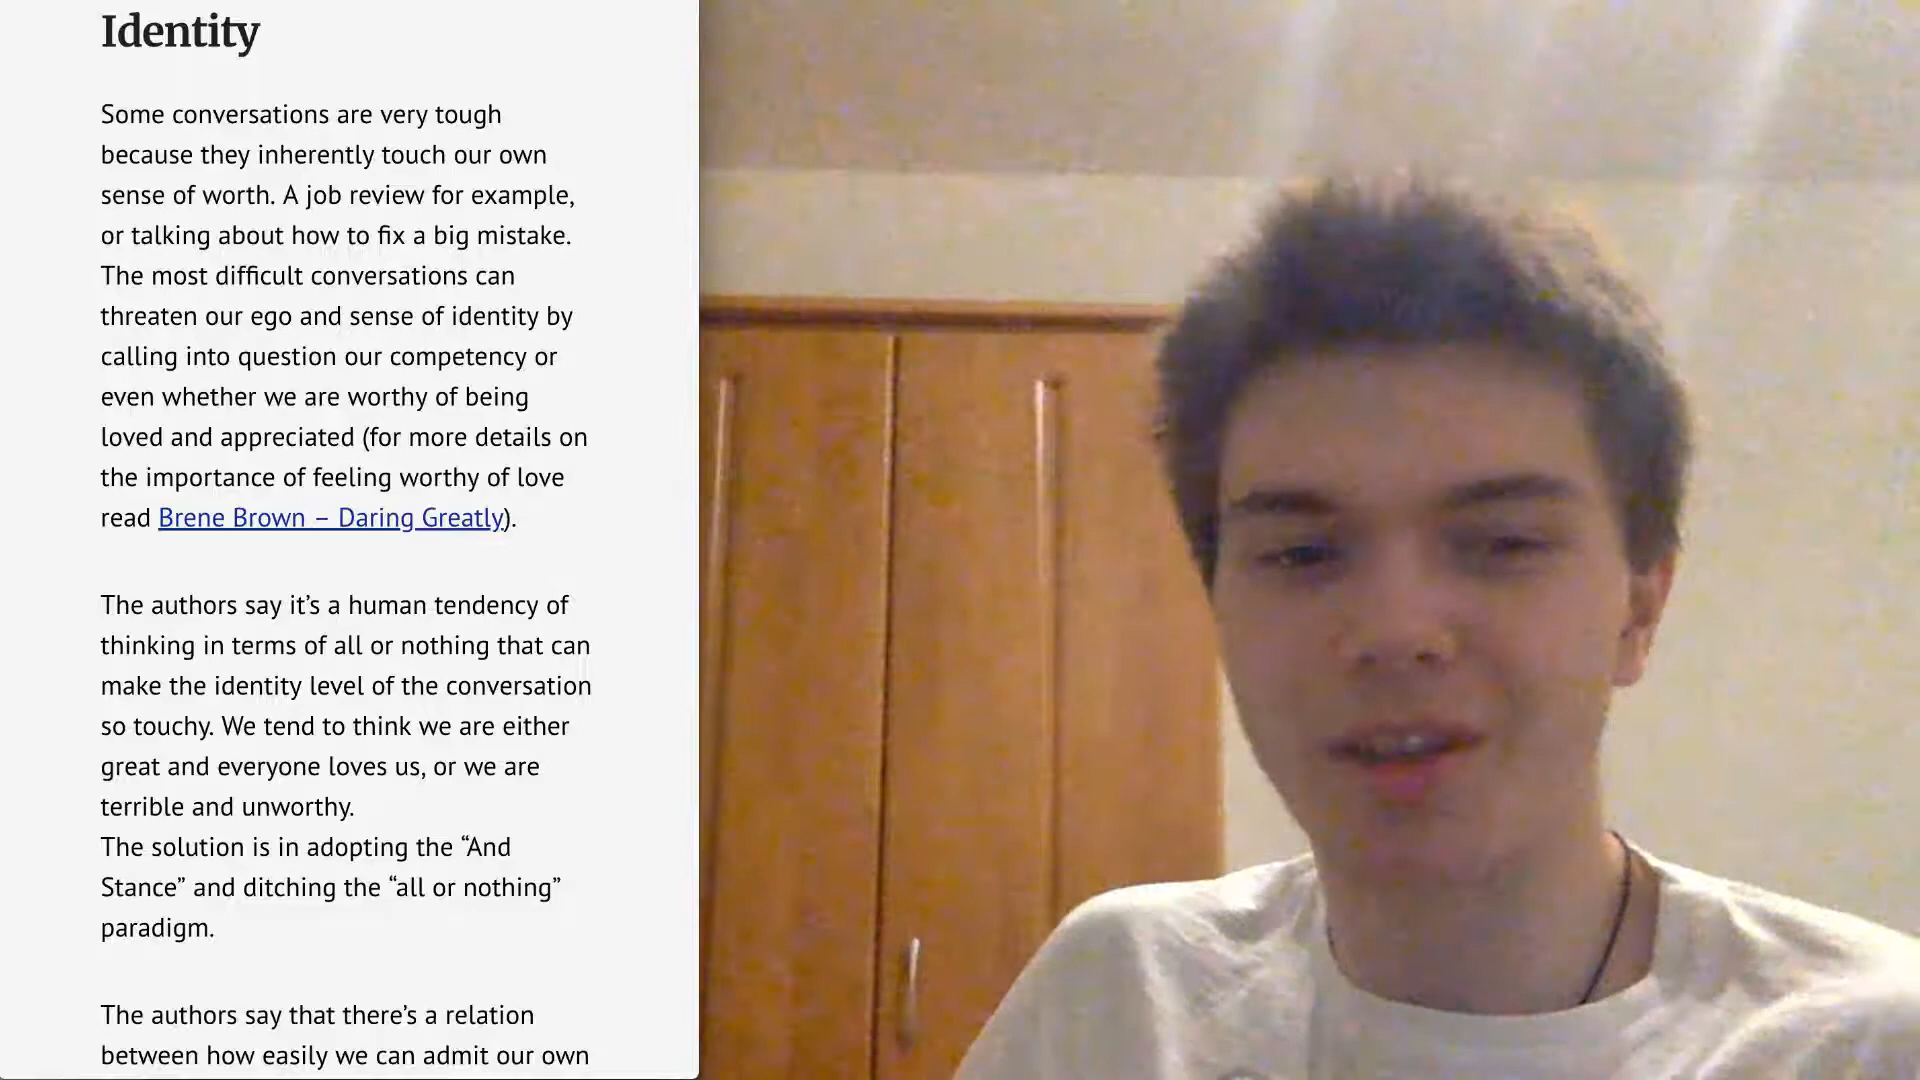 Identity
Some conversations are very tough
because they inherently touch our own
sense of worth. A job review for example,
or talking about how to fix a big mistake.
The most difficult conversations can
threaten our ego and sense of identity by
calling into question our competency or
even whether we are worthy of being
loved and appreciated (for more details on
the importance of feeling worthy of love
read Brene Brown – Daring Greatly).
The authors say it’s a human tendency of
thinking in terms of all or nothing that can
make the identity level of the conversation
so touchy. We tend to think we are either
great and everyone loves us, or we are
terrible and unworthy.
The solution is in adopting the “And
Stance” and ditching the “all or nothing”
paradigm.
The authors say that there’s a relation
between how easily we can admit our own